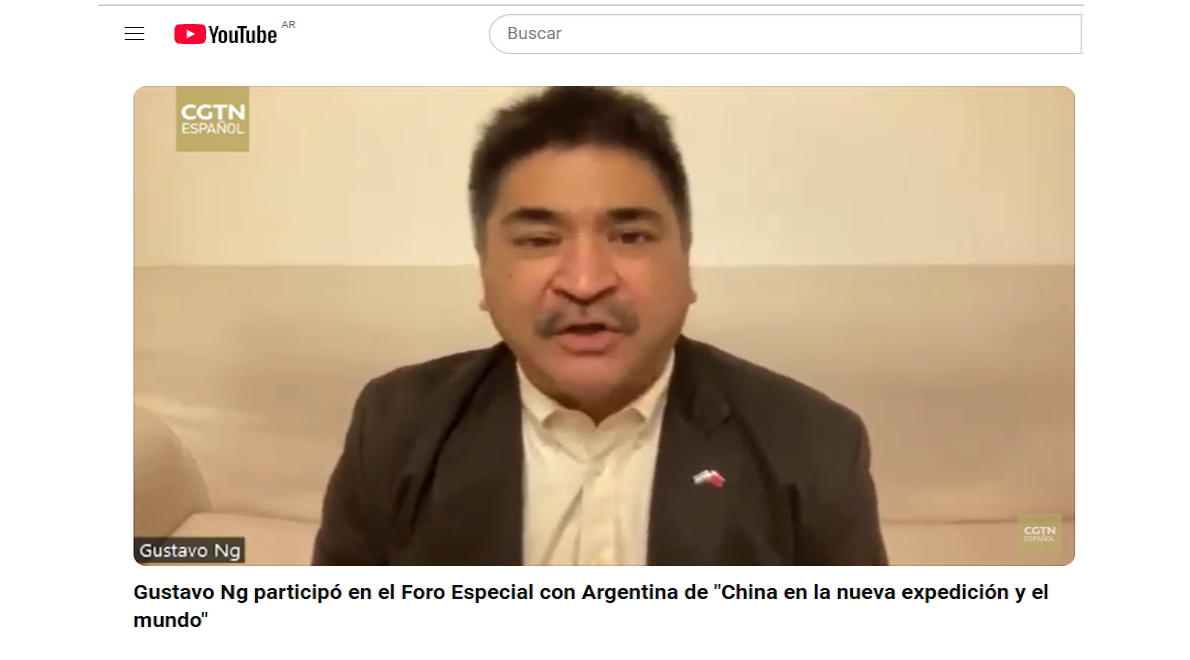 YouTube AR
Buscar
CGTN
ESPAÑOL
Gustavo Ng
CGTN
ESPAÑOL
Gustavo Ng participó en el Foro Especial con Argentina de "China en la nueva expedición y el
mundo"